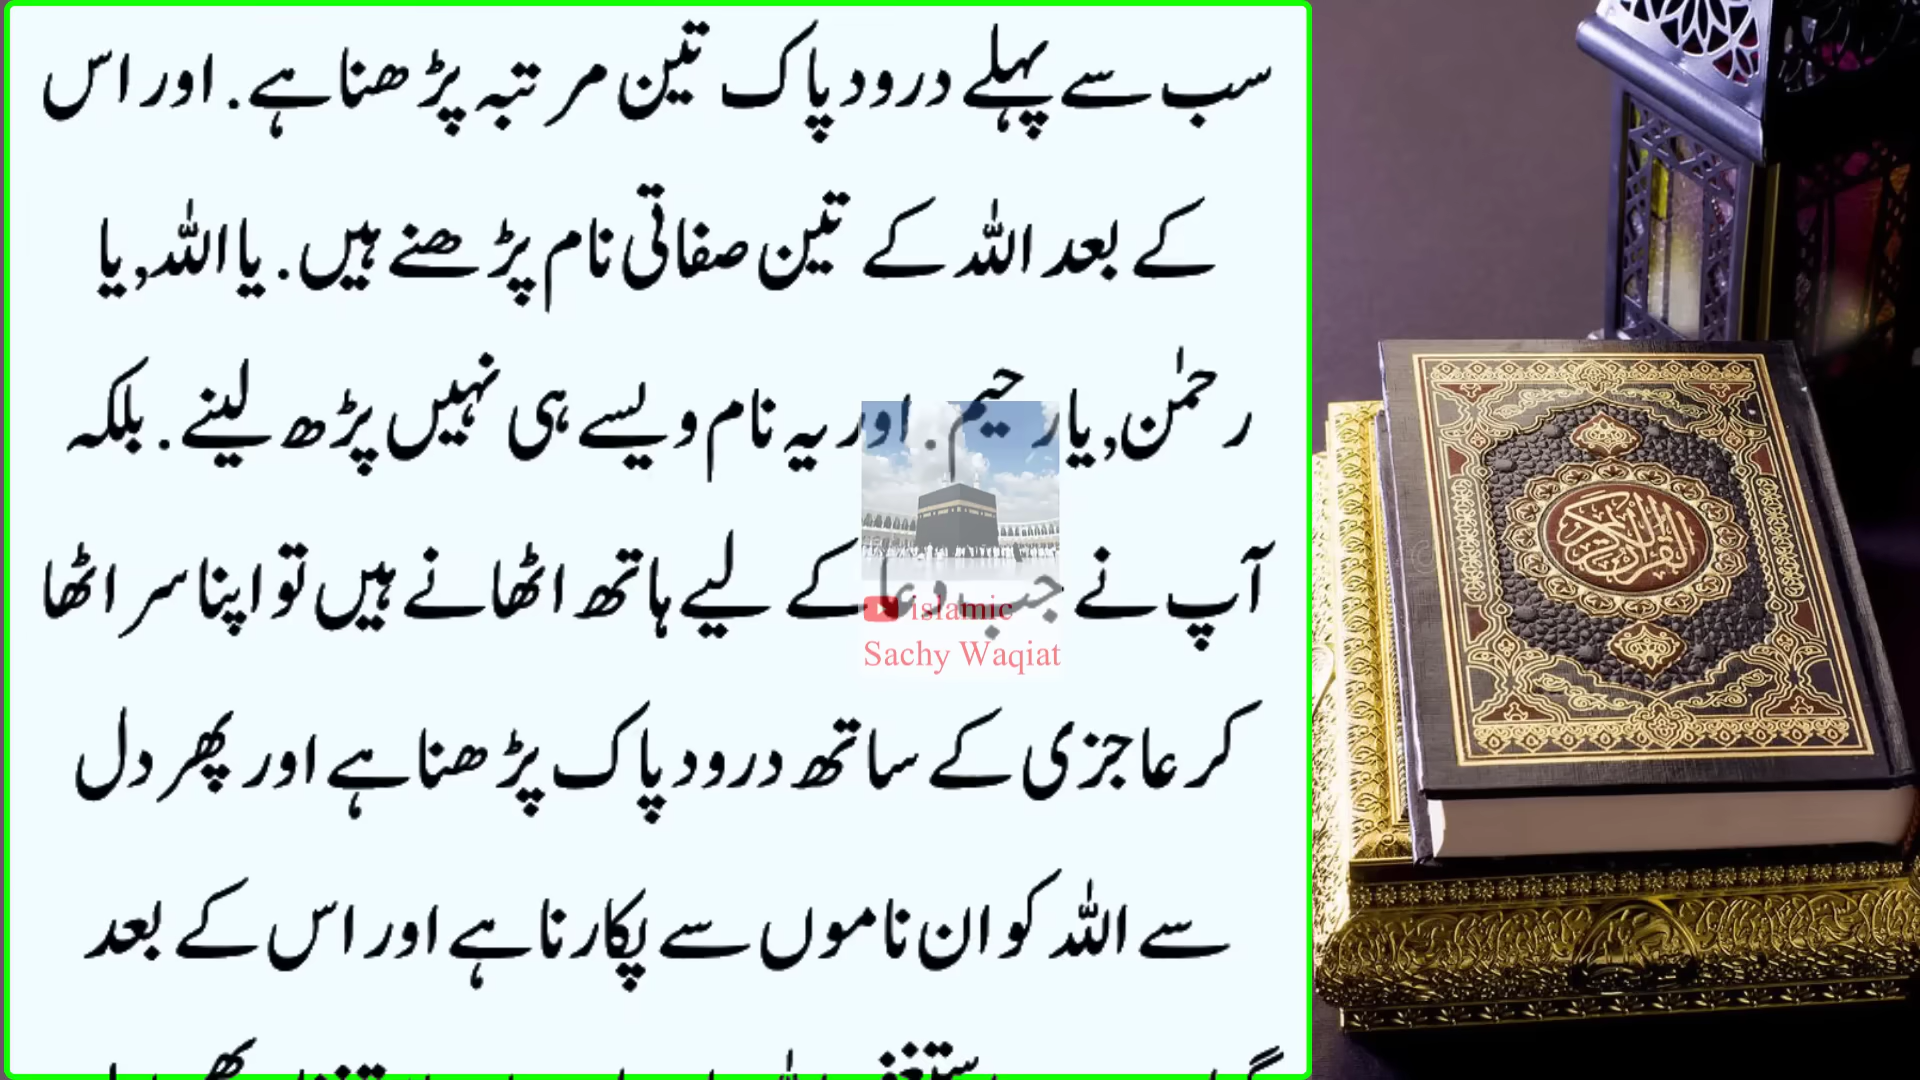 سب سے پہلے درود پاک تین مرتبہ پڑھنا ہے. اور اس
کے بعد اللہ کے تین صفاتی نام پڑھنے ہیں. یا اللہ, یا
رحمٰن, یا رحیم. اور یہ نام ویسے ہی نہیں پڑھ لینے. بلکہ
آپ نے جب دعا کے لیے ہاتھ اٹھانے ہیں تو اپنا سر اٹھا
کر عاجزی کے ساتھ درود پاک پڑھنا ہے اور پھر دل
سے اللہ کو ان ناموں سے پکارنا ہے اور اس کے بعد
islamic
Sachy Waqiat
القرآن الكريم